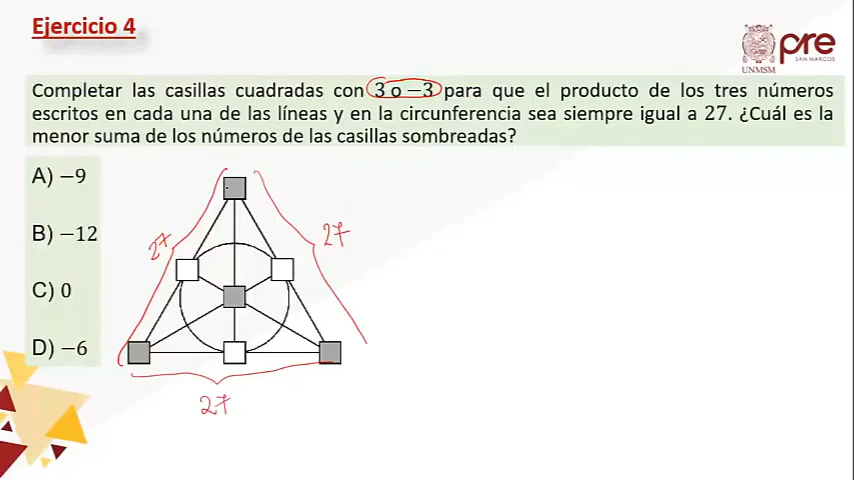 Ejercicio 4
UNMSM
pre
SAN MARCOS
Completar las casillas cuadradas con 3 o −3 para que el producto de los tres números
escritos en cada una de las líneas y en la circunferencia sea siempre igual a 27. ¿Cuál es la
menor suma de los números de las casillas sombreadas?
A) −9
B) −12
C) 0
D) −6
27
27
27